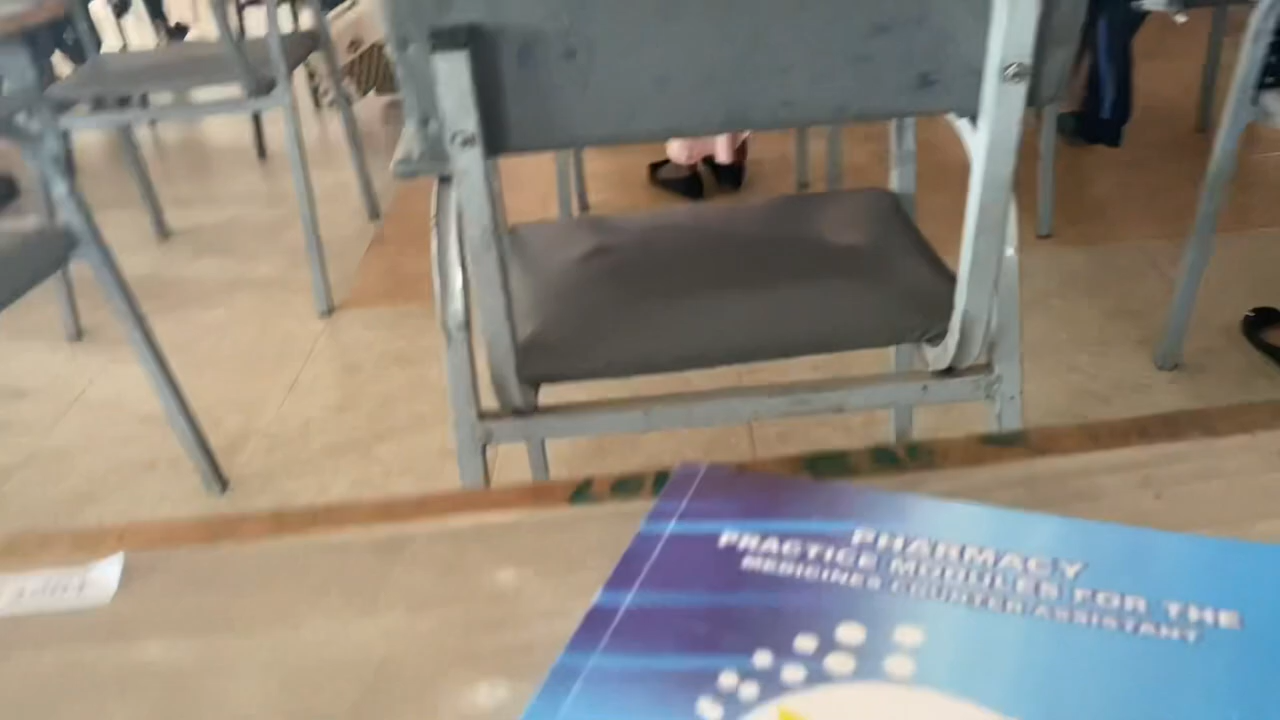 PHARMACY
PRACTICE MODULES FOR THE
MEDICINES COUNTER ASSISTANT